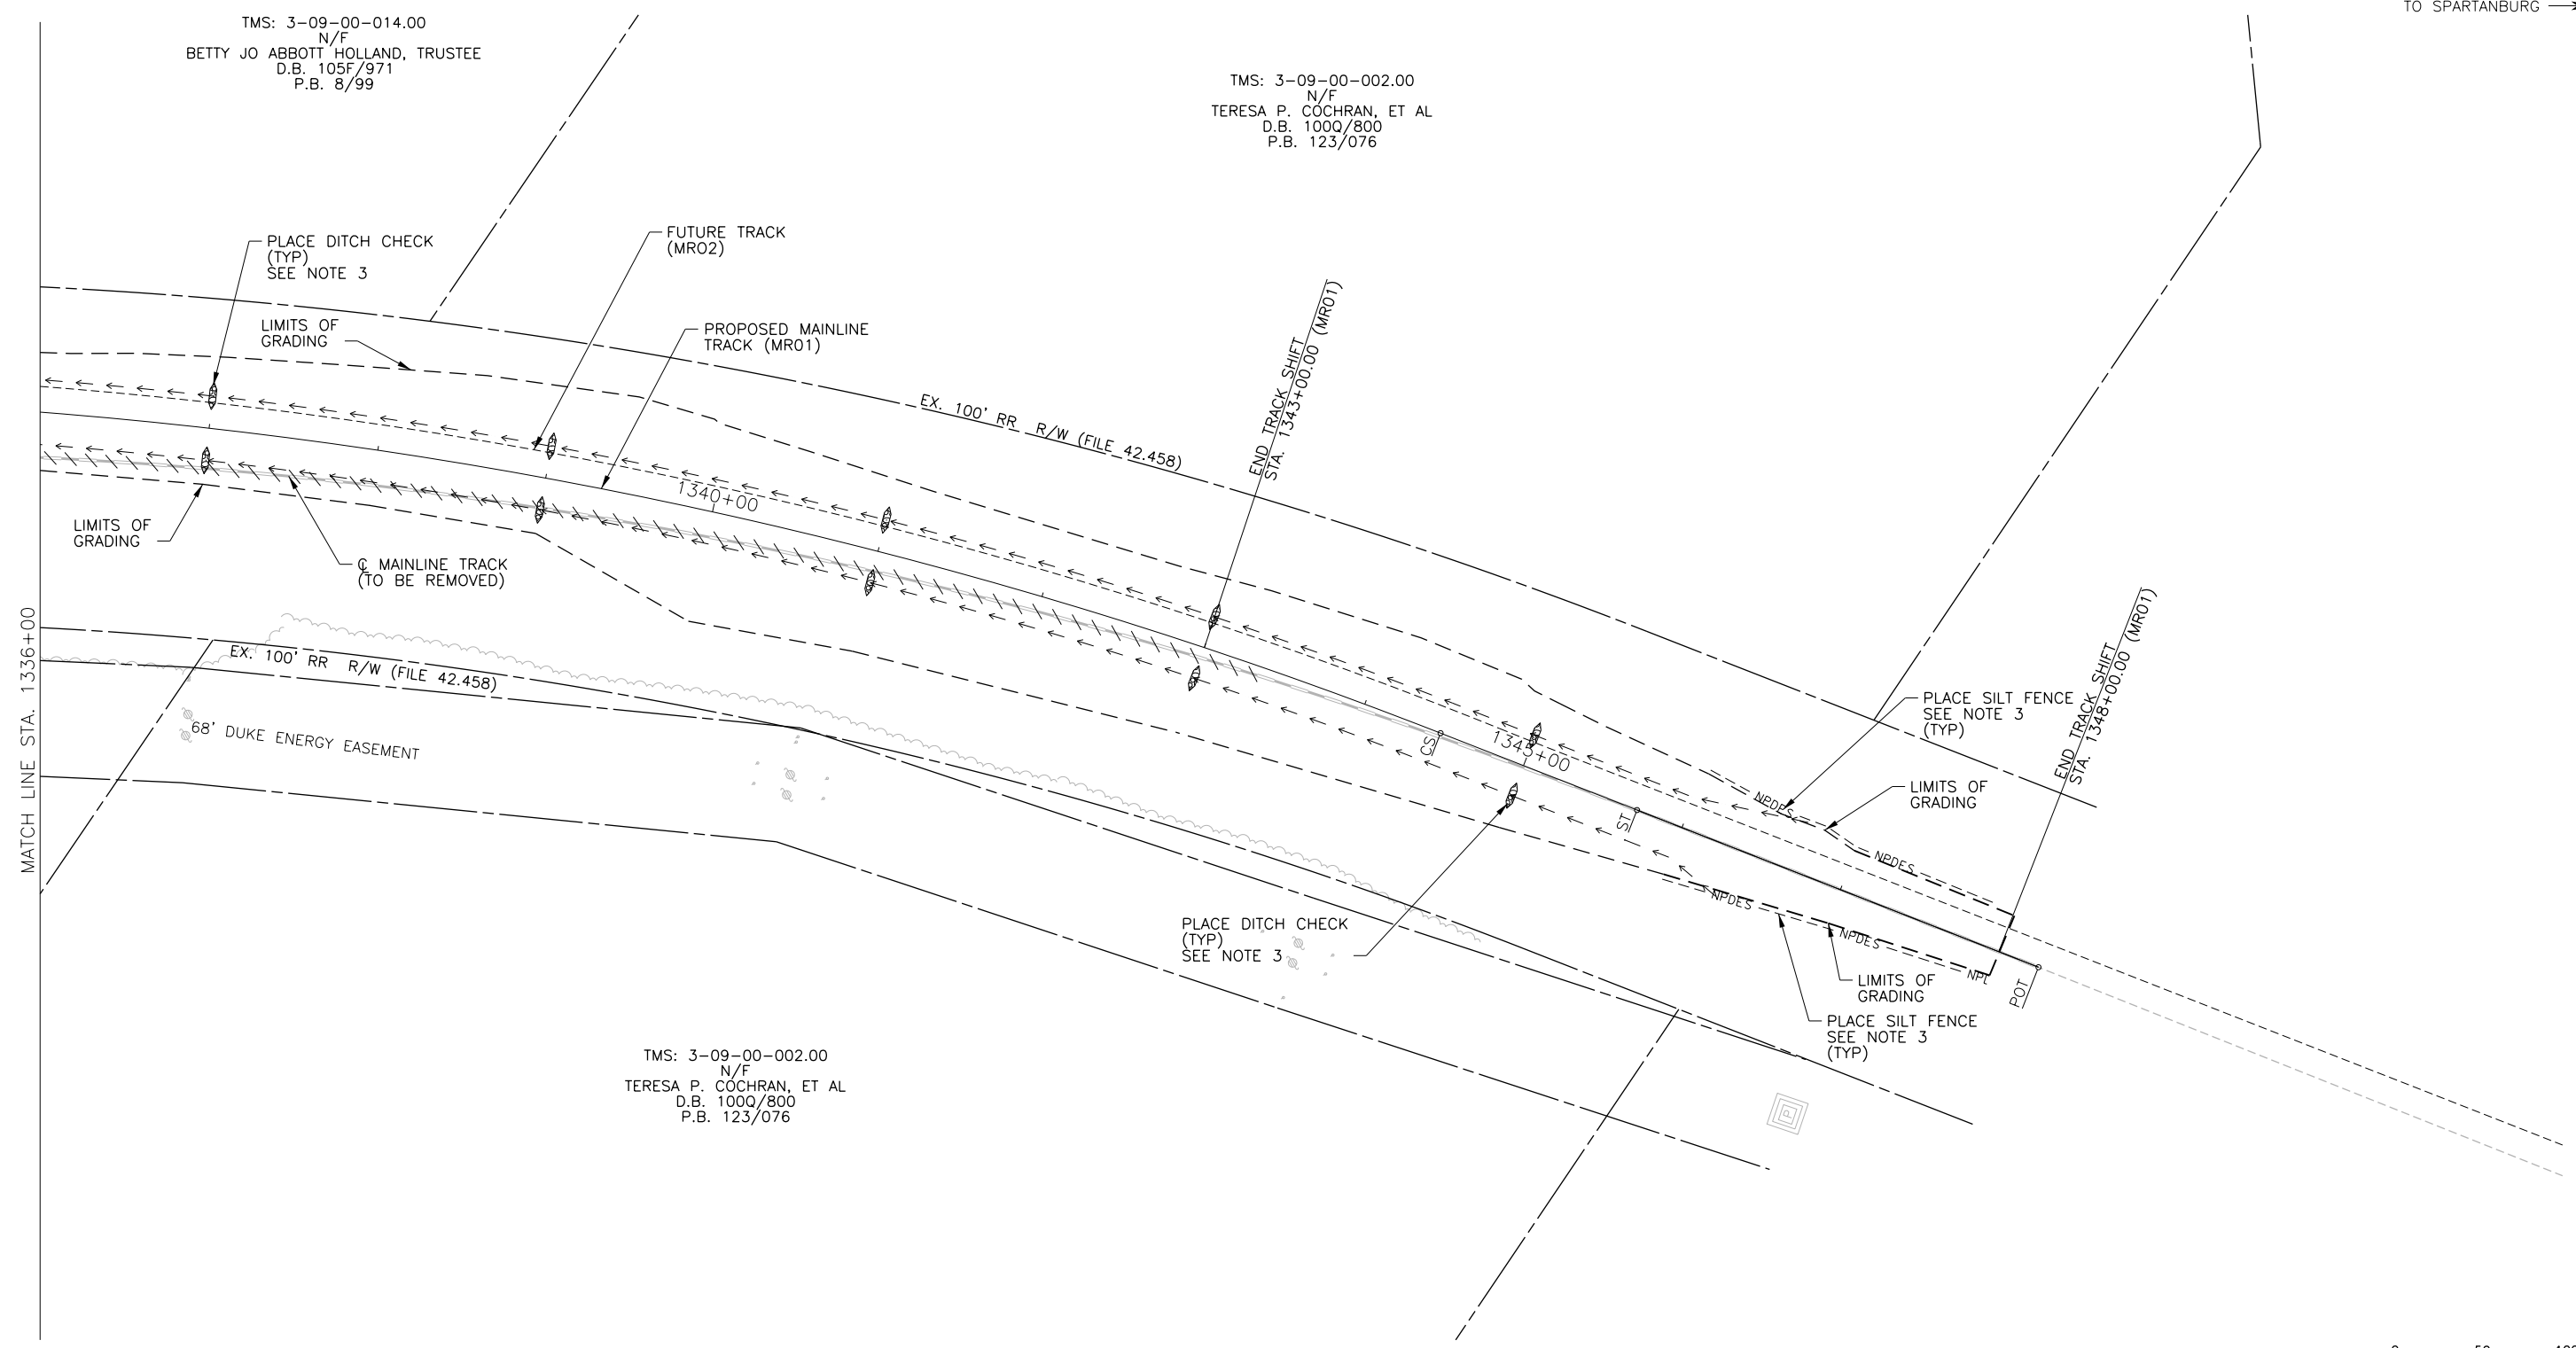 TO SPARTANBURG
TMS: 3-09-00-014.00
N/F
BETTY JO ABBOTT HOLLAND, TRUSTEE
D.B. 105F/971
P.B. 8/99
TMS: 3-09-00-002.00
N/F
TERESA P. COCHRAN, ET AL
D.B. 100Q/800
P.B. 123/076
PLACE DITCH CHECK
(TYP)
SEE NOTE 3
FUTURE TRACK
(MR02)
LIMITS OF
GRADING
PROPOSED MAINLINE
TRACK (MR01)
END TRACK SHIFT
STA. 1343+00.00 (MR01)
EX. 100' RR R/W (FILE 42.458)
1340+00
LIMITS OF
GRADING
℄ MAINLINE TRACK
(TO BE REMOVED)
MATCH LINE STA. 1336+00
EX. 100' RR R/W (FILE 42.458)
68' DUKE ENERGY EASEMENT
CS
1345+00
ST
PLACE SILT FENCE
SEE NOTE 3
(TYP)
END TRACK SHIFT
STA. 1348+00.00 (MR01)
LIMITS OF
GRADING
NPDES
NPDES
NPDES
NPDES
PLACE DITCH CHECK
(TYP)
SEE NOTE 3
LIMITS OF
GRADING
POT
PLACE SILT FENCE
SEE NOTE 3
(TYP)
TMS: 3-09-00-002.00
N/F
TERESA P. COCHRAN, ET AL
D.B. 100Q/800
P.B. 123/076
P